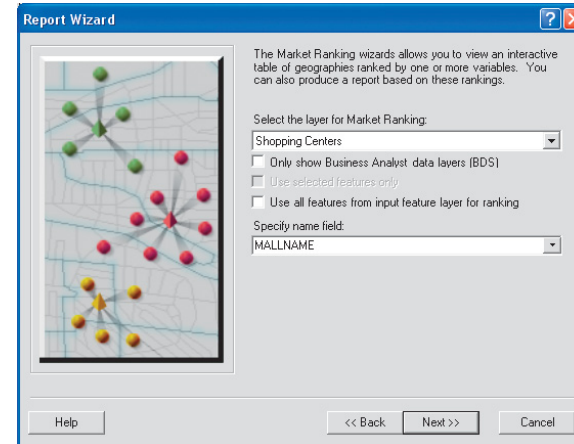 Report Wizard
The Market Ranking wizards allows you to view an interactive
table of geographies ranked by one or more variables. You
can also produce a report based on these rankings.
Select the layer for Market Ranking:
Shopping Centers
Only show Business Analyst data layers (BDS)
Use selected features only
Use all features from input feature layer for ranking
Specify name field:
MALLNAME
Help
<< Back
Next >>
Cancel